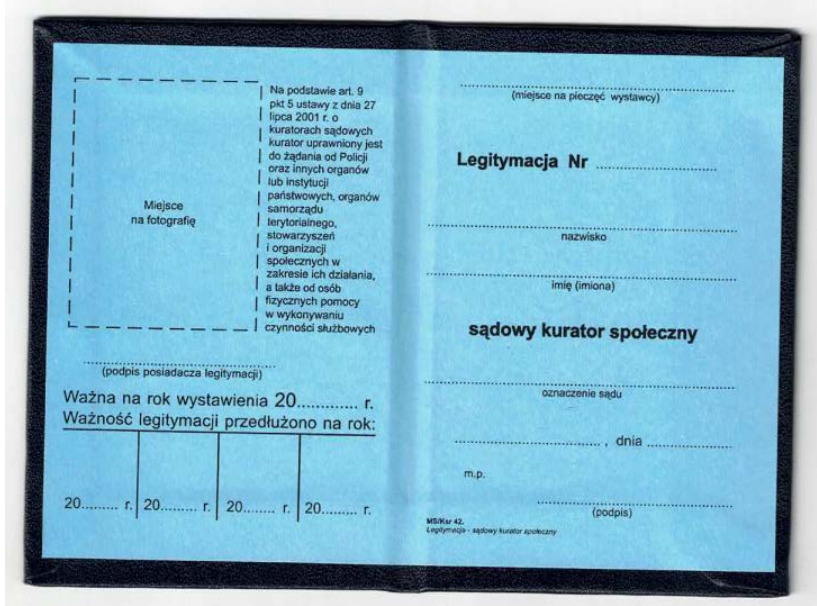 Miejsce
na fotografię
Na podstawie art. 9
pkt 5 ustawy z dnia 27
lipca 2001 r. o
kuratorach sądowych
kurator uprawniony jest
do żądania od Policji
oraz innych organów
lub instytucji
państwowych, organów
samorządu
terytorialnego,
stowarzyszeń
i organizacji
społecznych w
zakresie ich działania,
a także od osób
fizycznych pomocy
w wykonywaniu
czynności służbowych
(podpis posiadacza legitymacji)
Ważna na rok wystawienia 20............. r.
Ważność legitymacji przedłużono na rok:
20......... r. 20........ r. 20........ r. 20......... r.
(miejsce na pieczęć wystawcy)
Legitymacja Nr ........................
nazwisko
imię (imiona)
sądowy kurator społeczny
oznaczenie sądu
....................................... , dnia .......................
m.p.
(podpis)
MS/Ksr 42.
Legitymacja - sądowy kurator społeczny